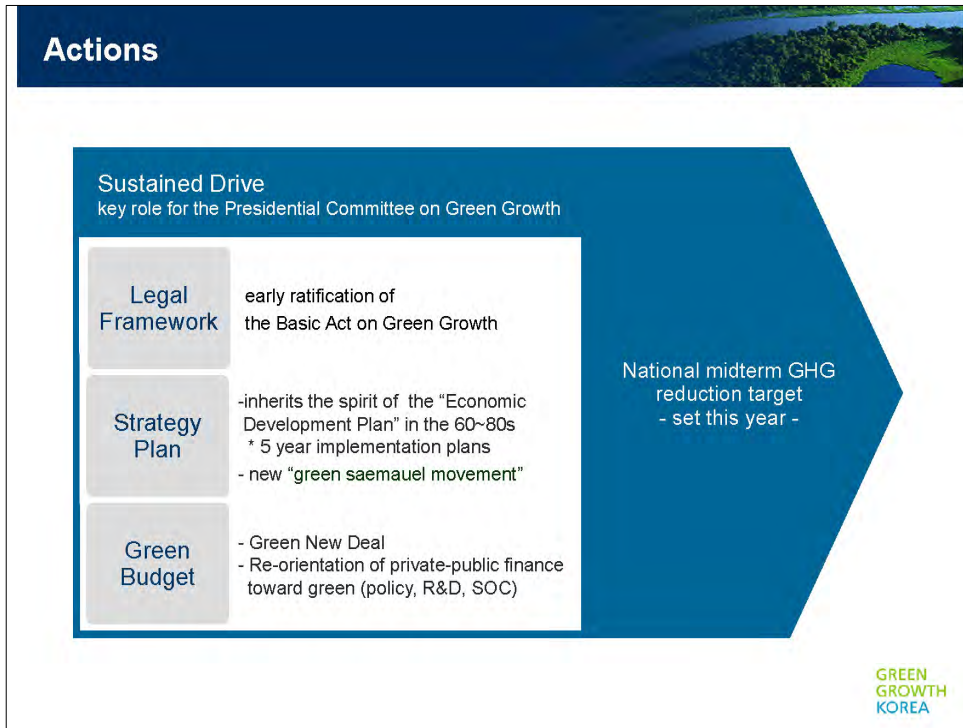 Actions
Sustained Drive
key role for the Presidential Committee on Green Growth
Legal
Framework
early ratification of
the Basic Act on Green Growth
Strategy
Plan
-inherits the spirit of the “Economic
Development Plan” in the 60~80s
* 5 year implementation plans
- new “green saemauel movement”
Green
Budget
- Green New Deal
- Re-orientation of private-public finance
toward green (policy, R&D, SOC)
National midterm GHG
reduction target
- set this year -
GREEN
GROWTH
KOREA